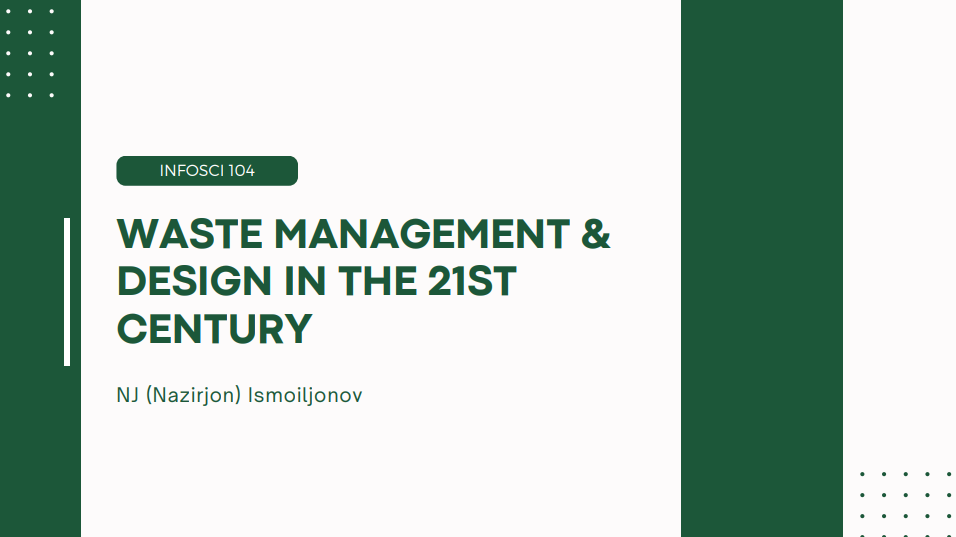 INFOSCI 104
WASTE MANAGEMENT &
DESIGN IN THE 21ST
CENTURY
NJ (Nazirjon) Ismoiljonov